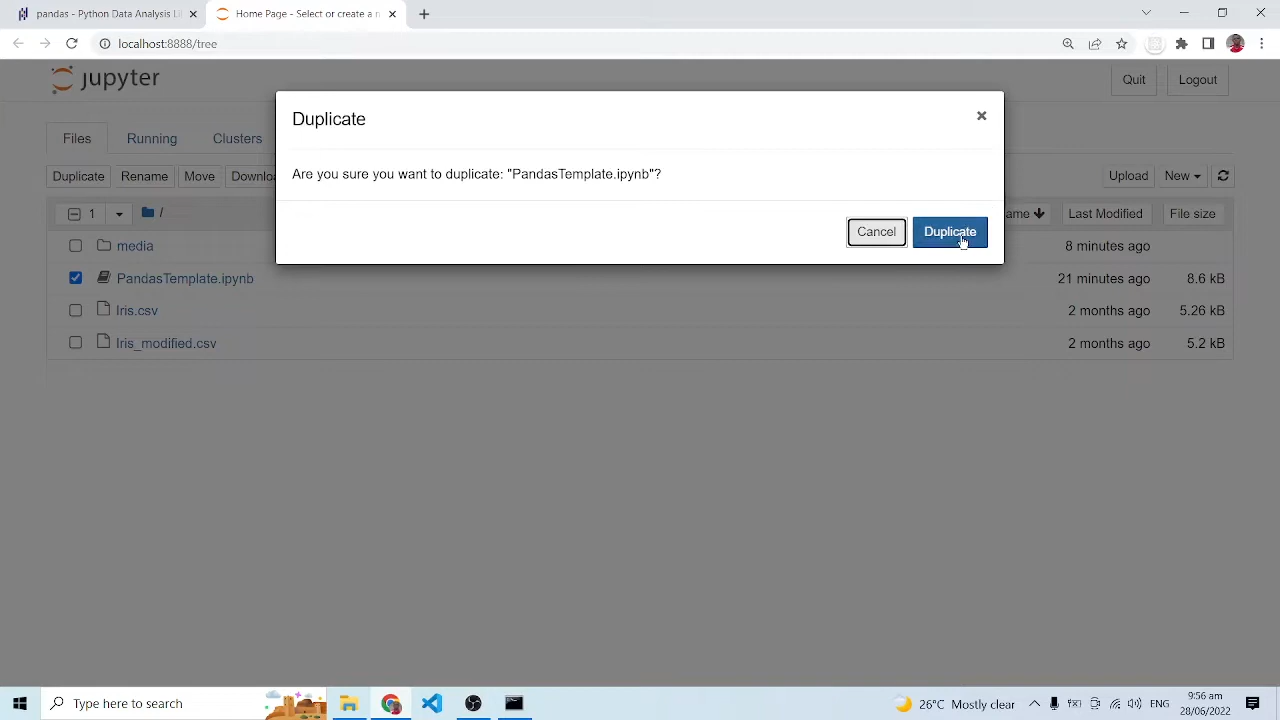 pandas - Python Data Analysis Li
Home Page - Select or create a n
localhost:8888/tree
jupyter
Quit
Logout
Duplicate
Are you sure you want to duplicate: "PandasTemplate.ipynb"?
Cancel
Duplicate
Files
Running
Clusters
Duplicate
Rename
Move
Downloa
Upload
New
1
/
ame
Last Modified
File size
media
8 minutes ago
PandasTemplate.ipynb
21 minutes ago
8.6 kB
Iris.csv
2 months ago
5.26 kB
Iris_modified.csv
2 months ago
5.2 kB
Type here to search
26°C Mostly clear
ENG
9:56 am
28/06/2022